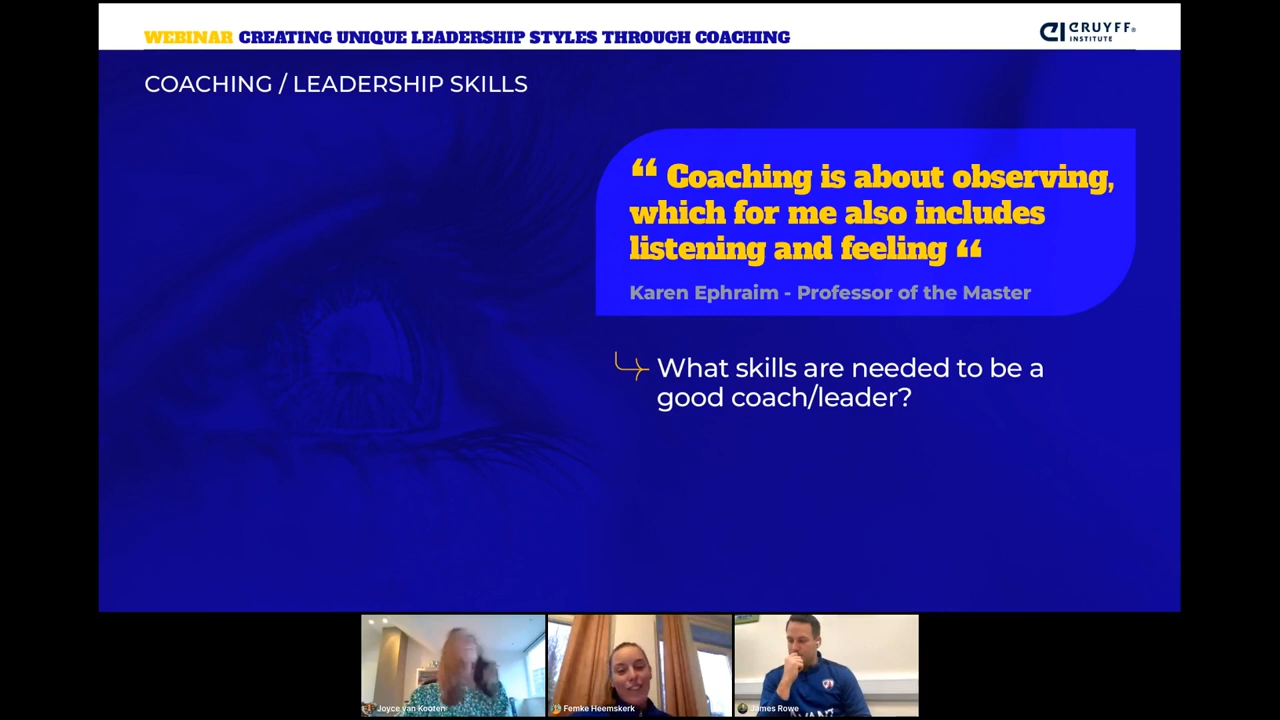 WEBINAR CREATING UNIQUE LEADERSHIP STYLES THROUGH COACHING
CRUYFF®
INSTITUTE
COACHING / LEADERSHIP SKILLS
“ Coaching is about observing,
which for me also includes
listening and feeling “
Karen Ephraim - Professor of the Master
What skills are needed to be a
good coach/leader?
Joyce van Kooten
Femke Heemskerk
James Rowe